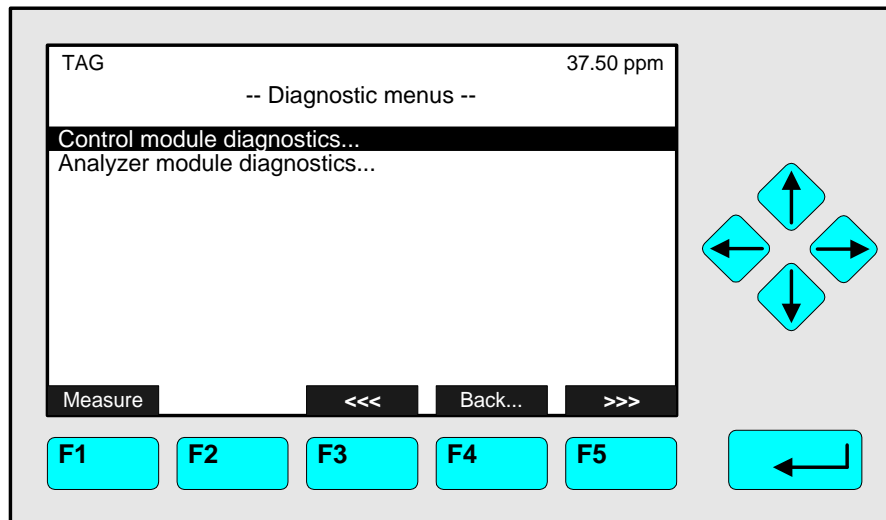 TAG 37.50 ppm
-- Diagnostic menus --
Control module diagnostics...
Analyzer module diagnostics...
Measure <<< Back... >>>
F1 F2 F3 F4 F5